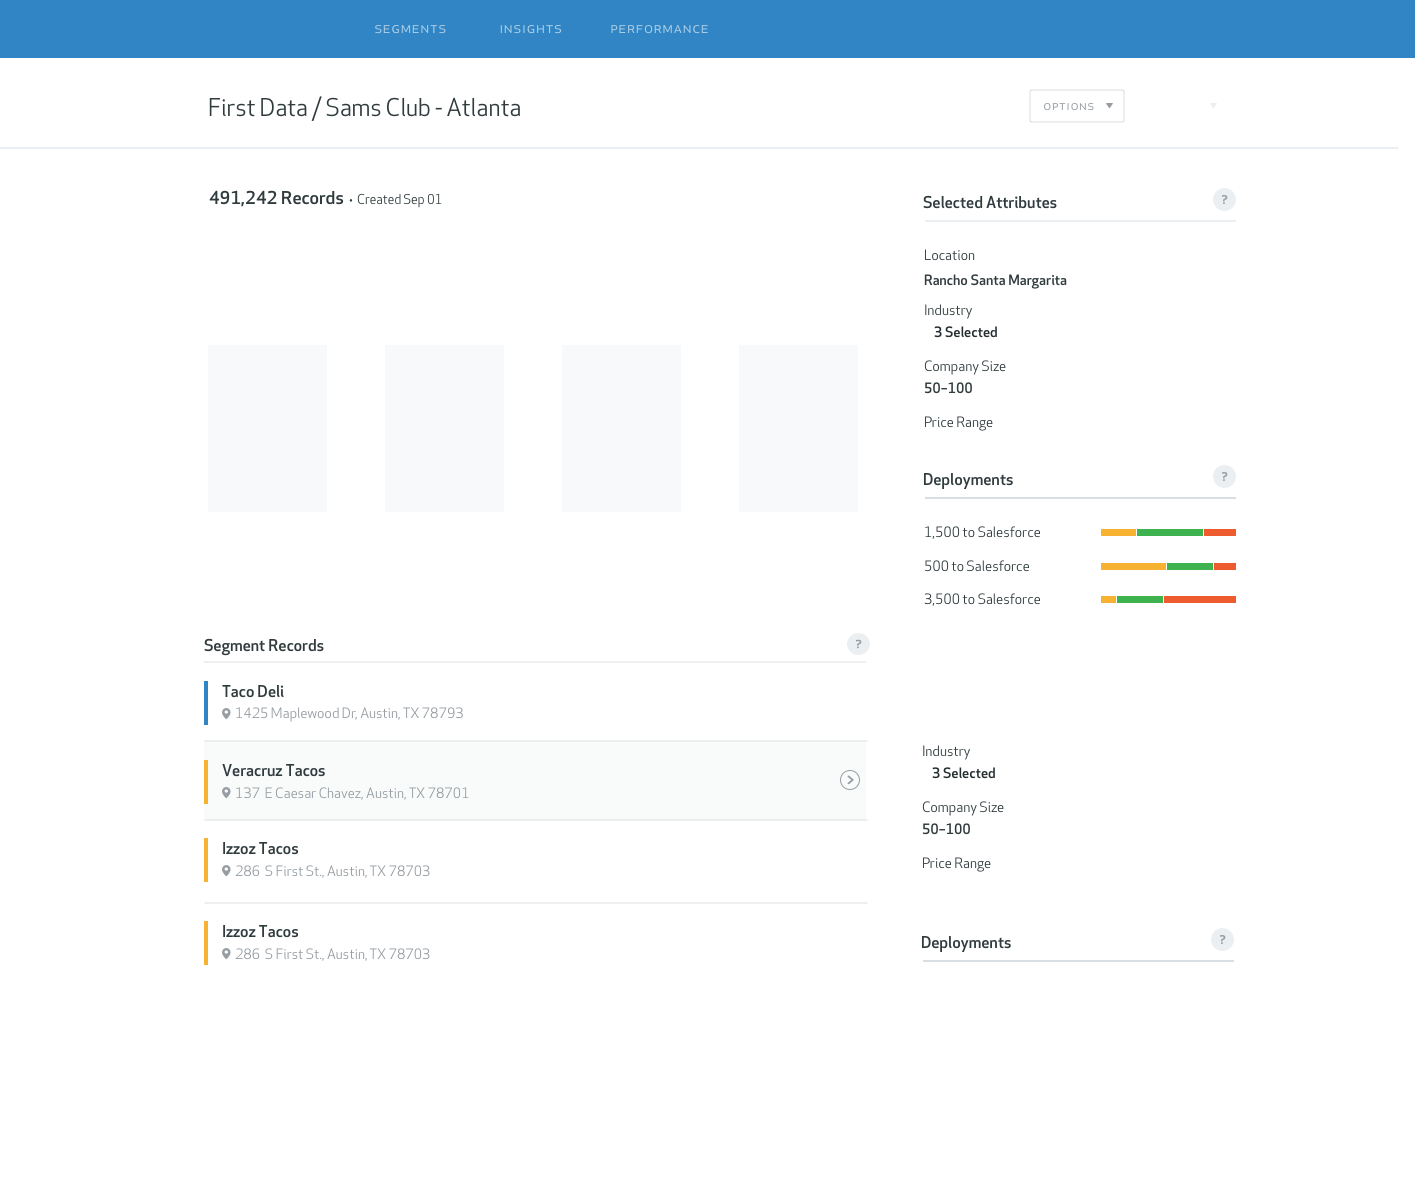 SEGMENTS INSIGHTS PERFORMANCE
First Data / Sams Club - Atlanta
OPTIONS
491,242 Records • Created Sep 01
Selected Attributes ?
Location
Rancho Santa Margarita
Industry
3 Selected
Company Size
50–100
Price Range
Deployments ?
1,500 to Salesforce
500 to Salesforce
3,500 to Salesforce
Segment Records ?
Taco Deli
1425 Maplewood Dr, Austin, TX 78793
Veracruz Tacos
137 E Caesar Chavez, Austin, TX 78701
Izzoz Tacos
286 S First St., Austin, TX 78703
Izzoz Tacos
286 S First St., Austin, TX 78703
Industry
3 Selected
Company Size
50–100
Price Range
Deployments ?